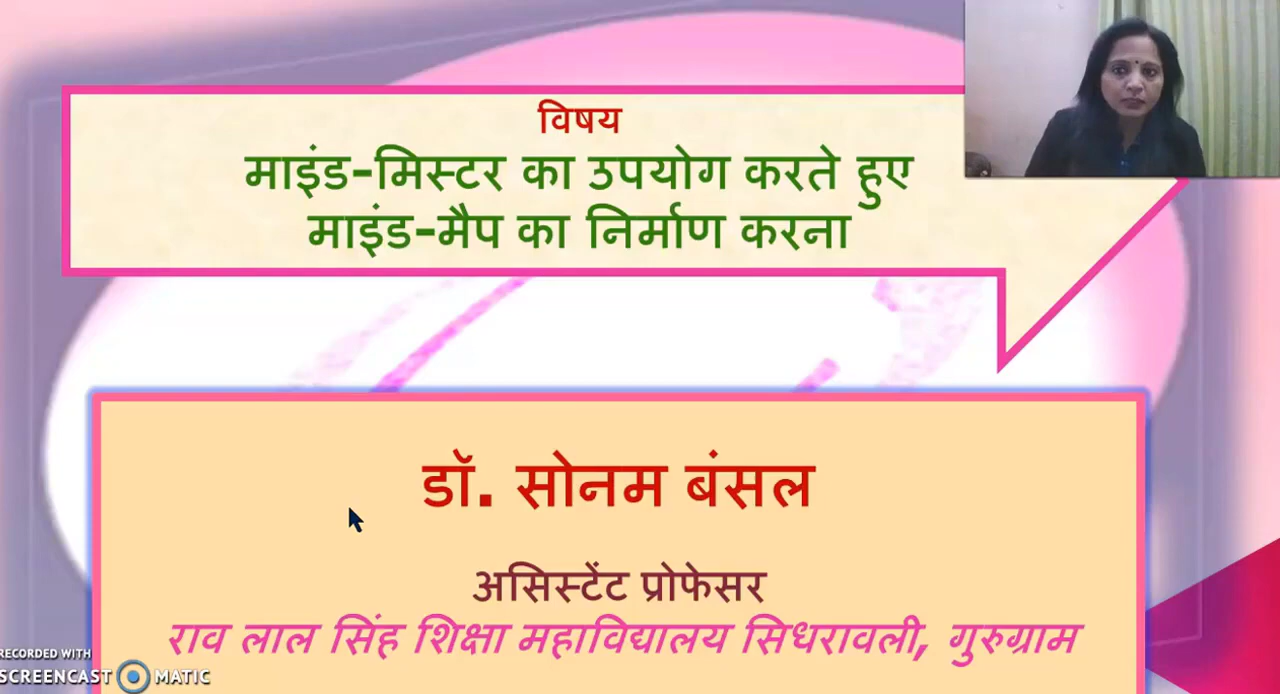 विषय
माइंड-मिस्टर का उपयोग करते हुए
माइंड-मैप का निर्माण करना
डॉ. सोनम बंसल
असिस्टेंट प्रोफेसर
राव लाल सिंह शिक्षा महाविद्यालय सिधरावली, गुरुग्राम
RECORDED WITH
SCREENCAST MATIC